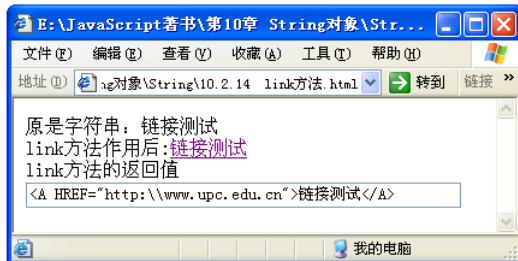 E:\JavaScript著书\第10章 String对象\Str...
文件(F) 编辑(E) 查看(V) 收藏(A) 工具(T) 帮助(H)
地址(D) ng对象\String\10.2.14 link方法.html 转到 链接 »
原是字符串：链接测试
link方法作用后:链接测试
link方法的返回值
<A HREF="http:\\www.upc.edu.cn">链接测试</A>
我的电脑